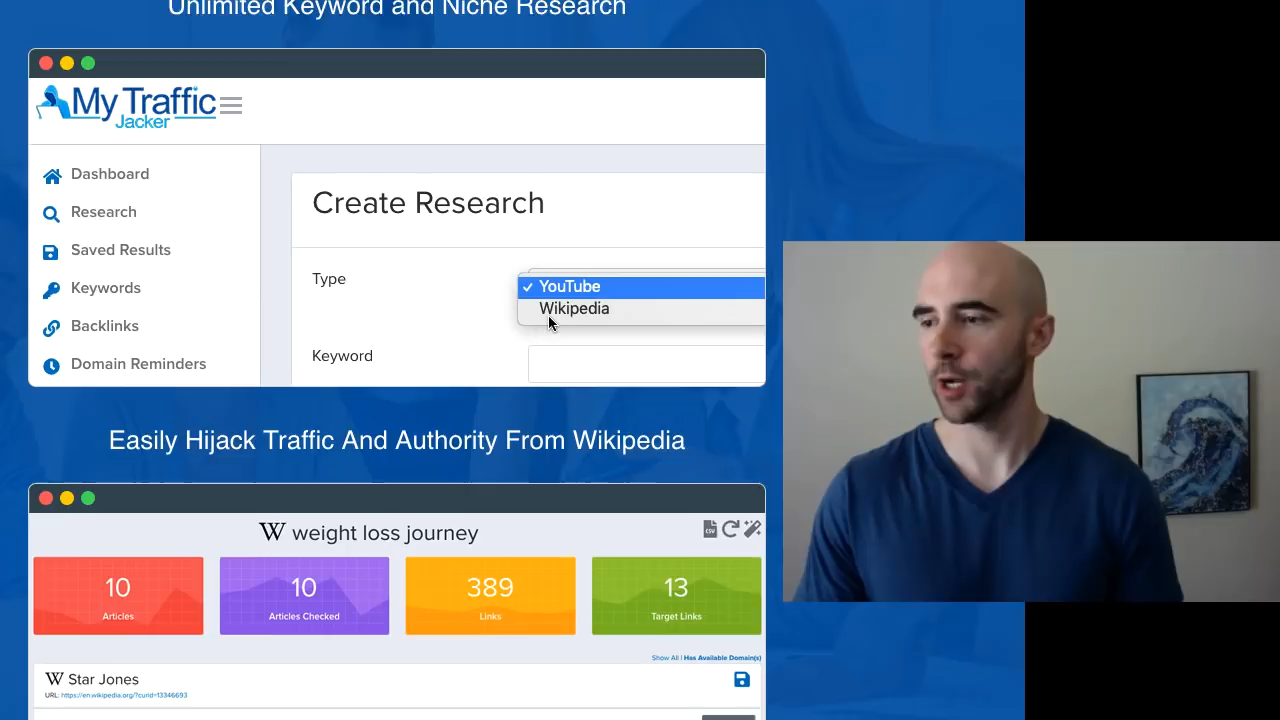 Unlimited Keyword and Niche Research
My Traffic
Jacker
Dashboard
Research
Saved Results
Keywords
Backlinks
Domain Reminders
Create Research
Type
✓ YouTube
Wikipedia
Keyword
Easily Hijack Traffic And Authority From Wikipedia
W weight loss journey
CSV
10
Articles
10
Articles Checked
389
Links
13
Target Links
Show All | Has Available Domain(s)
W Star Jones
URL: https://en.wikipedia.org/?curid=13346693